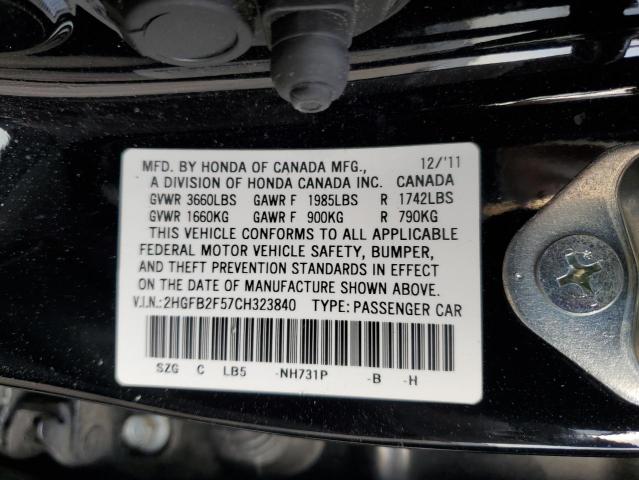 MFD. BY HONDA OF CANADA MFG., 12/'11
A DIVISION OF HONDA CANADA INC. CANADA
GVWR 3660LBS GAWR F 1985LBS R 1742LBS
GVWR 1660KG GAWR F 900KG R 790KG
THIS VEHICLE CONFORMS TO ALL APPLICABLE
FEDERAL MOTOR VEHICLE SAFETY, BUMPER,
AND THEFT PREVENTION STANDARDS IN EFFECT
ON THE DATE OF MANUFACTURE SHOWN ABOVE.
V.I.N.:2HGFB2F57CH323840 TYPE:PASSENGER CAR
SZG C LB5 -NH731P -B -H